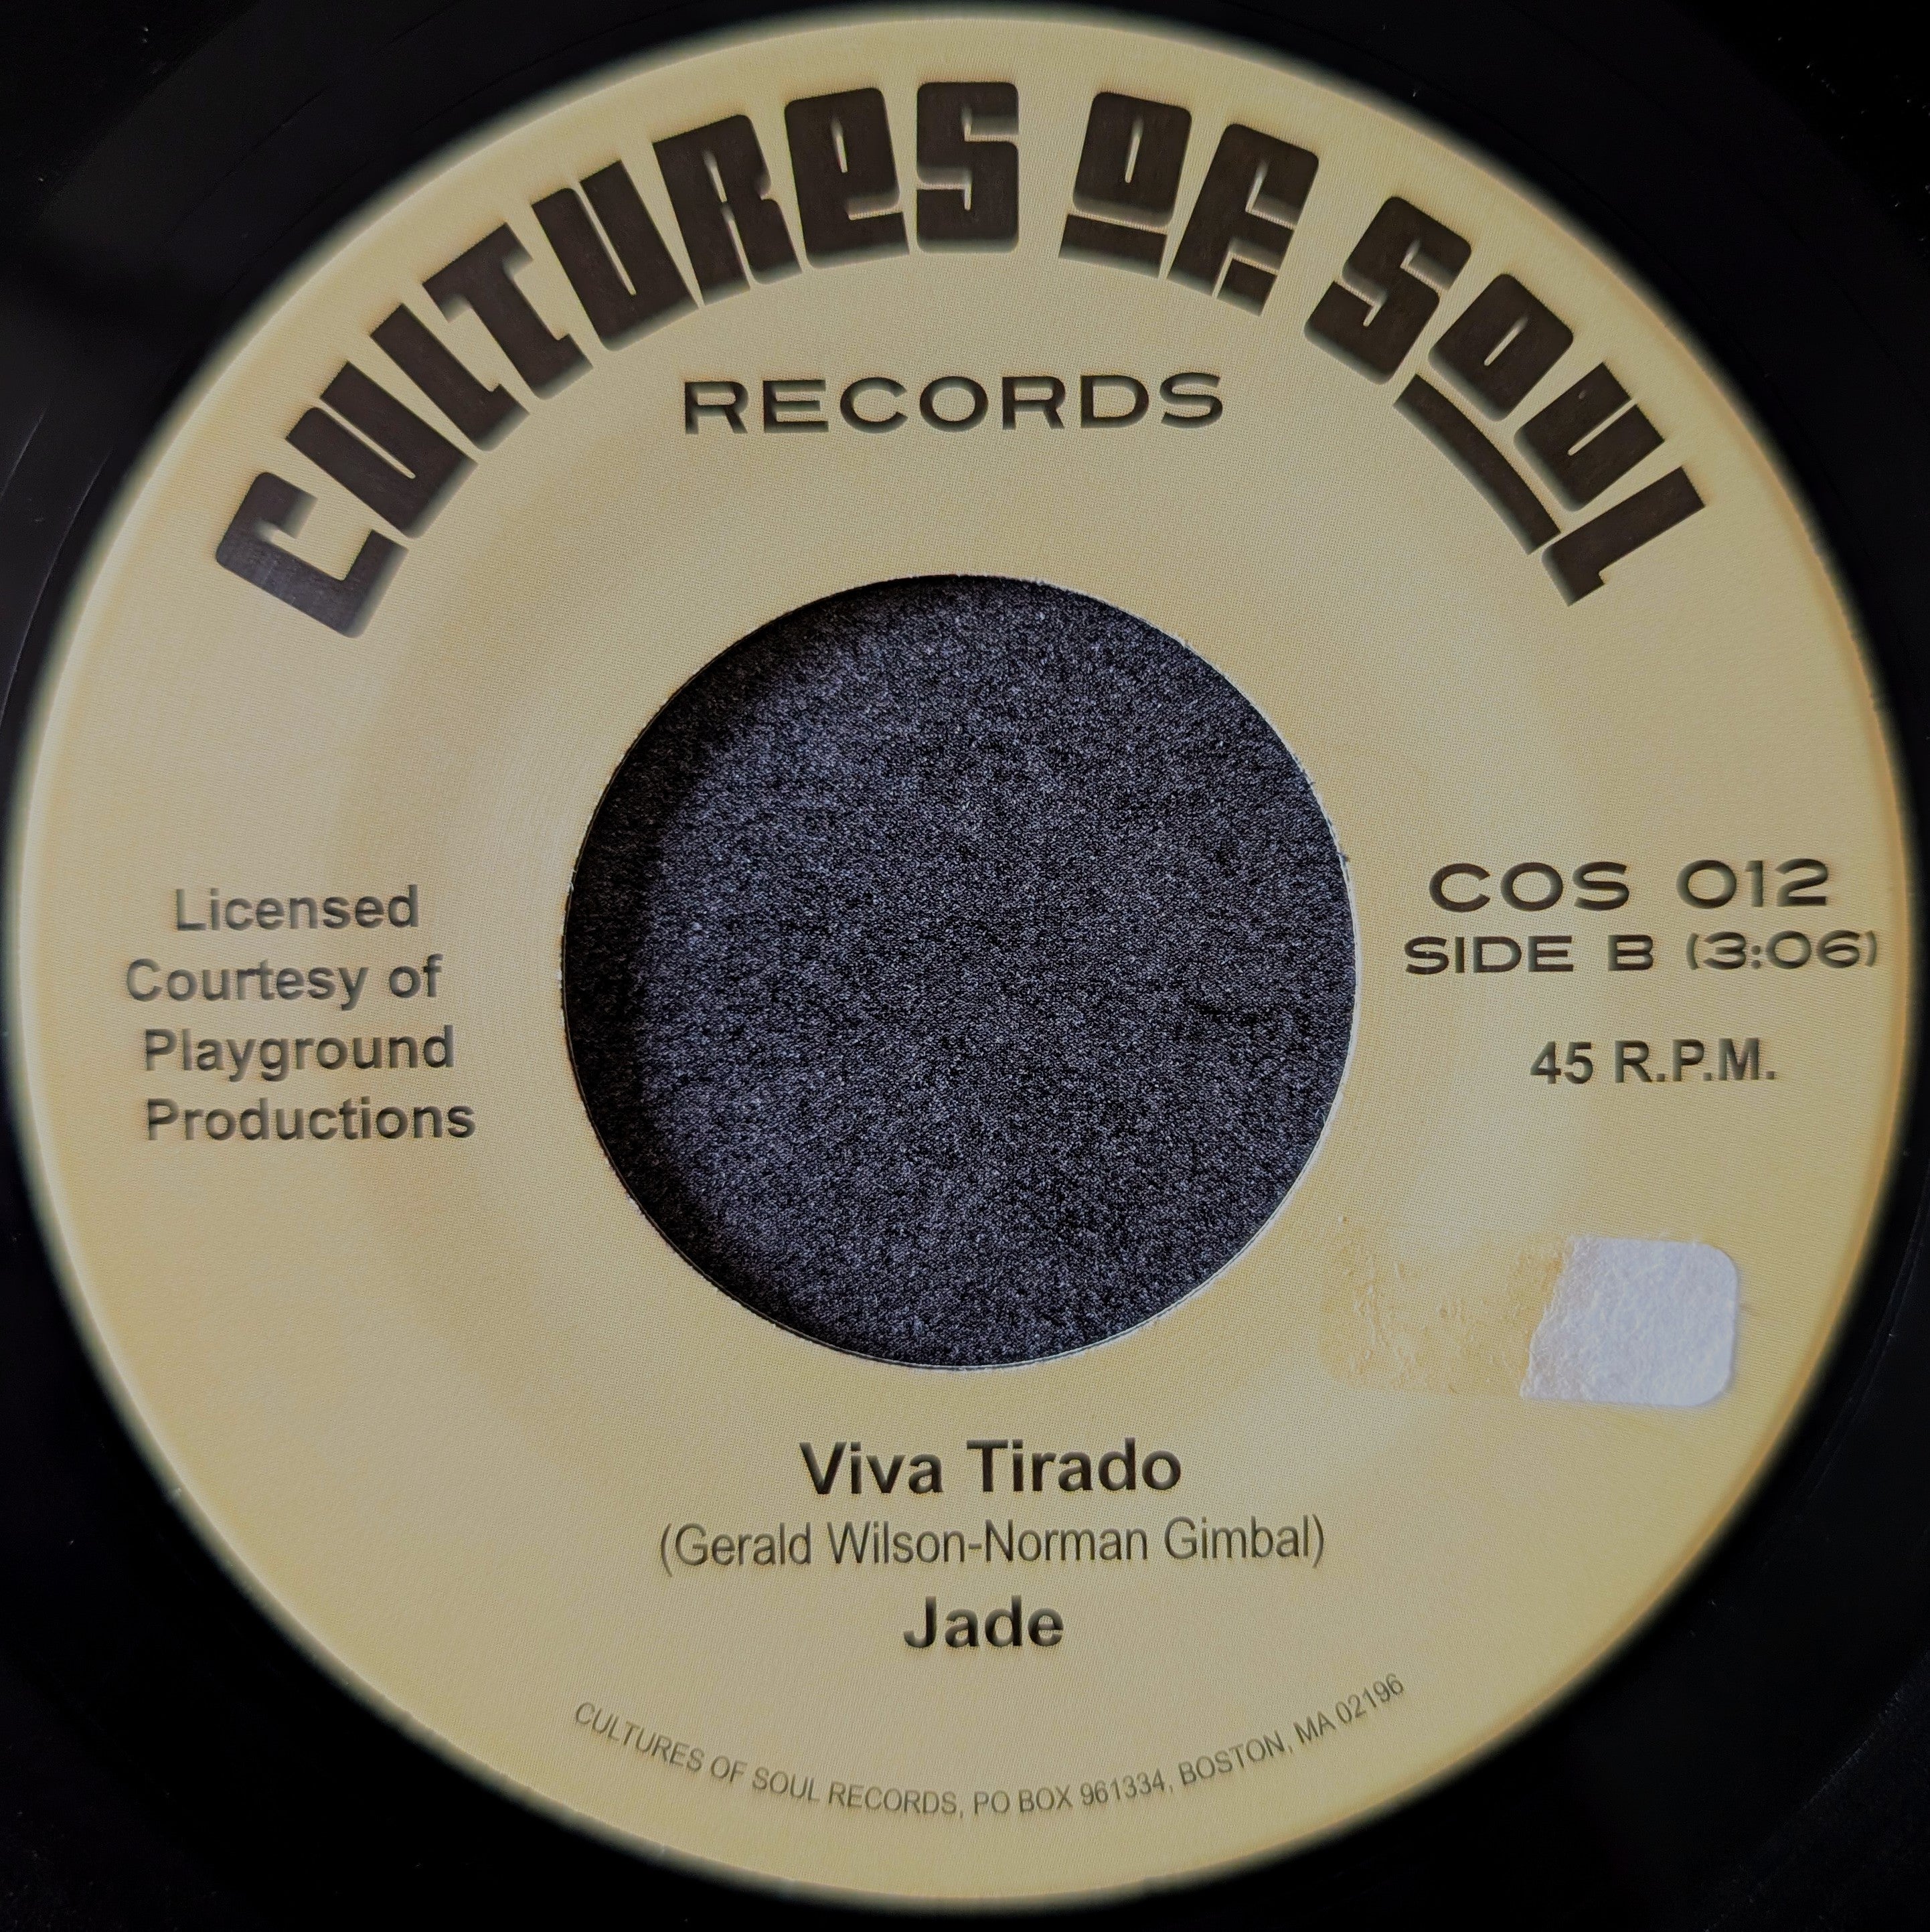 CULTURES OF SOUL
RECORDS
Licensed
Courtesy of
Playground
Productions
COS 012
SIDE B (3:06)
45 R.P.M.
Viva Tirado
(Gerald Wilson-Norman Gimbal)
Jade
CULTURES OF SOUL RECORDS, PO BOX 961334, BOSTON, MA 02196